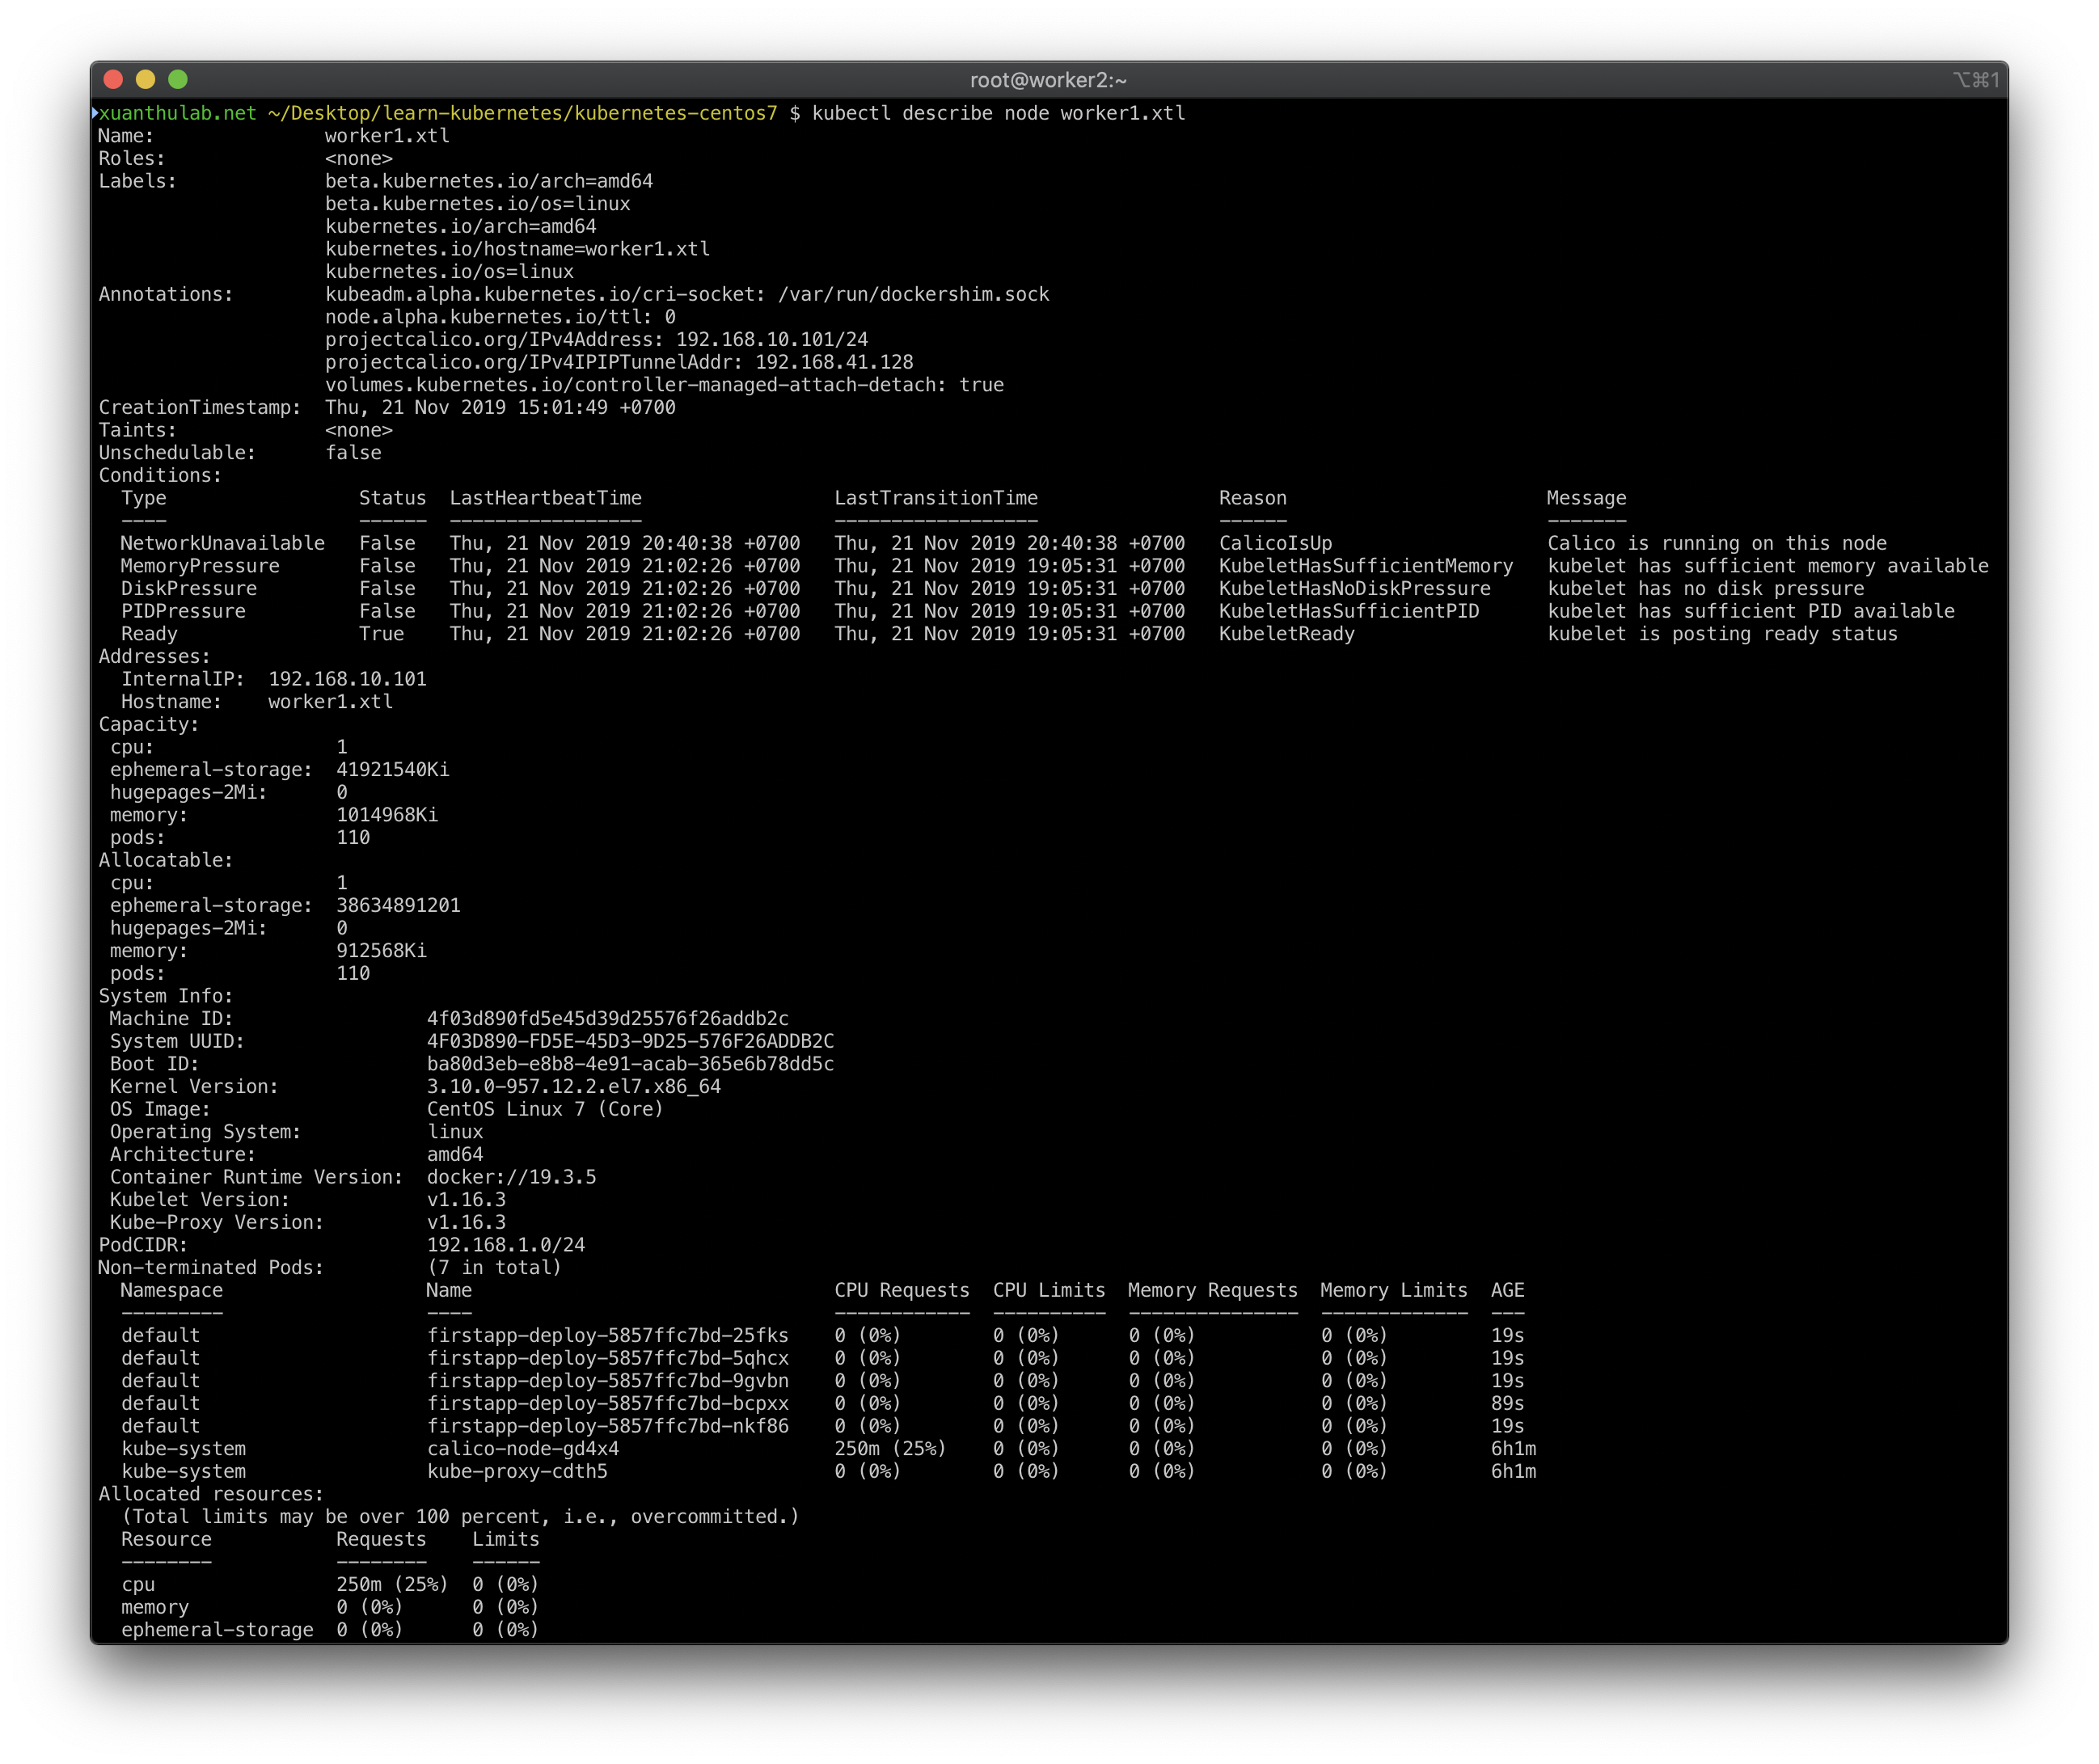 root@worker2:~ ⌥⌘1
xuanthulab.net ~/Desktop/learn-kubernetes/kubernetes-centos7 $ kubectl describe node worker1.xtl
Name: worker1.xtl
Roles: <none>
Labels: beta.kubernetes.io/arch=amd64
beta.kubernetes.io/os=linux
kubernetes.io/arch=amd64
kubernetes.io/hostname=worker1.xtl
kubernetes.io/os=linux
Annotations: kubeadm.alpha.kubernetes.io/cri-socket: /var/run/dockershim.sock
node.alpha.kubernetes.io/ttl: 0
projectcalico.org/IPv4Address: 192.168.10.101/24
projectcalico.org/IPv4IPIPTunnelAddr: 192.168.41.128
volumes.kubernetes.io/controller-managed-attach-detach: true
CreationTimestamp: Thu, 21 Nov 2019 15:01:49 +0700
Taints: <none>
Unschedulable: false
Conditions:
Type Status LastHeartbeatTime LastTransitionTime Reason Message
---- ------ ----------------- ------------------ ------ -------
NetworkUnavailable False Thu, 21 Nov 2019 20:40:38 +0700 Thu, 21 Nov 2019 20:40:38 +0700 CalicoIsUp Calico is running on this node
MemoryPressure False Thu, 21 Nov 2019 21:02:26 +0700 Thu, 21 Nov 2019 19:05:31 +0700 KubeletHasSufficientMemory kubelet has sufficient memory available
DiskPressure False Thu, 21 Nov 2019 21:02:26 +0700 Thu, 21 Nov 2019 19:05:31 +0700 KubeletHasNoDiskPressure kubelet has no disk pressure
PIDPressure False Thu, 21 Nov 2019 21:02:26 +0700 Thu, 21 Nov 2019 19:05:31 +0700 KubeletHasSufficientPID kubelet has sufficient PID available
Ready True Thu, 21 Nov 2019 21:02:26 +0700 Thu, 21 Nov 2019 19:05:31 +0700 KubeletReady kubelet is posting ready status
Addresses:
InternalIP: 192.168.10.101
Hostname: worker1.xtl
Capacity:
cpu: 1
ephemeral-storage: 41921540Ki
hugepages-2Mi: 0
memory: 1014968Ki
pods: 110
Allocatable:
cpu: 1
ephemeral-storage: 38634891201
hugepages-2Mi: 0
memory: 912568Ki
pods: 110
System Info:
Machine ID: 4f03d890fd5e45d39d25576f26addb2c
System UUID: 4F03D890-FD5E-45D3-9D25-576F26ADDB2C
Boot ID: ba80d3eb-e8b8-4e91-acab-365e6b78dd5c
Kernel Version: 3.10.0-957.12.2.el7.x86_64
OS Image: CentOS Linux 7 (Core)
Operating System: linux
Architecture: amd64
Container Runtime Version: docker://19.3.5
Kubelet Version: v1.16.3
Kube-Proxy Version: v1.16.3
PodCIDR: 192.168.1.0/24
Non-terminated Pods: (7 in total)
Namespace Name CPU Requests CPU Limits Memory Requests Memory Limits AGE
--------- ---- ------------ ---------- --------------- ------------- ---
default firstapp-deploy-5857ffc7bd-25fks 0 (0%) 0 (0%) 0 (0%) 0 (0%) 19s
default firstapp-deploy-5857ffc7bd-5qhcx 0 (0%) 0 (0%) 0 (0%) 0 (0%) 19s
default firstapp-deploy-5857ffc7bd-9gvbn 0 (0%) 0 (0%) 0 (0%) 0 (0%) 19s
default firstapp-deploy-5857ffc7bd-bcpxx 0 (0%) 0 (0%) 0 (0%) 0 (0%) 89s
default firstapp-deploy-5857ffc7bd-nkf86 0 (0%) 0 (0%) 0 (0%) 0 (0%) 19s
kube-system calico-node-gd4x4 250m (25%) 0 (0%) 0 (0%) 0 (0%) 6h1m
kube-system kube-proxy-cdth5 0 (0%) 0 (0%) 0 (0%) 0 (0%) 6h1m
Allocated resources:
(Total limits may be over 100 percent, i.e., overcommitted.)
Resource Requests Limits
-------- -------- ------
cpu 250m (25%) 0 (0%)
memory 0 (0%) 0 (0%)
ephemeral-storage 0 (0%) 0 (0%)